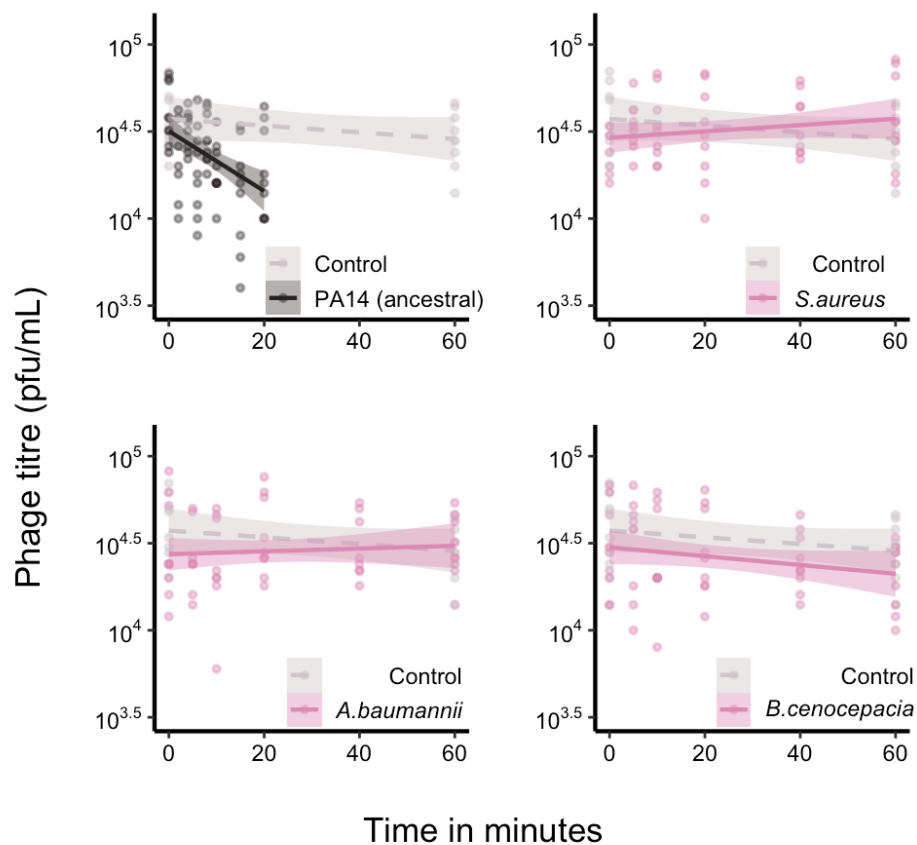 Phage titre (pfu/mL)
10^5
10^4.5
10^4
10^3.5
Control
PA14 (ancestral)
0 20 40 60
10^5
10^4.5
10^4
10^3.5
Control
S.aureus
0 20 40 60
10^5
10^4.5
10^4
10^3.5
Control
A.baumannii
0 20 40 60
10^5
10^4.5
10^4
10^3.5
Control
B.cenocepacia
0 20 40 60
Time in minutes